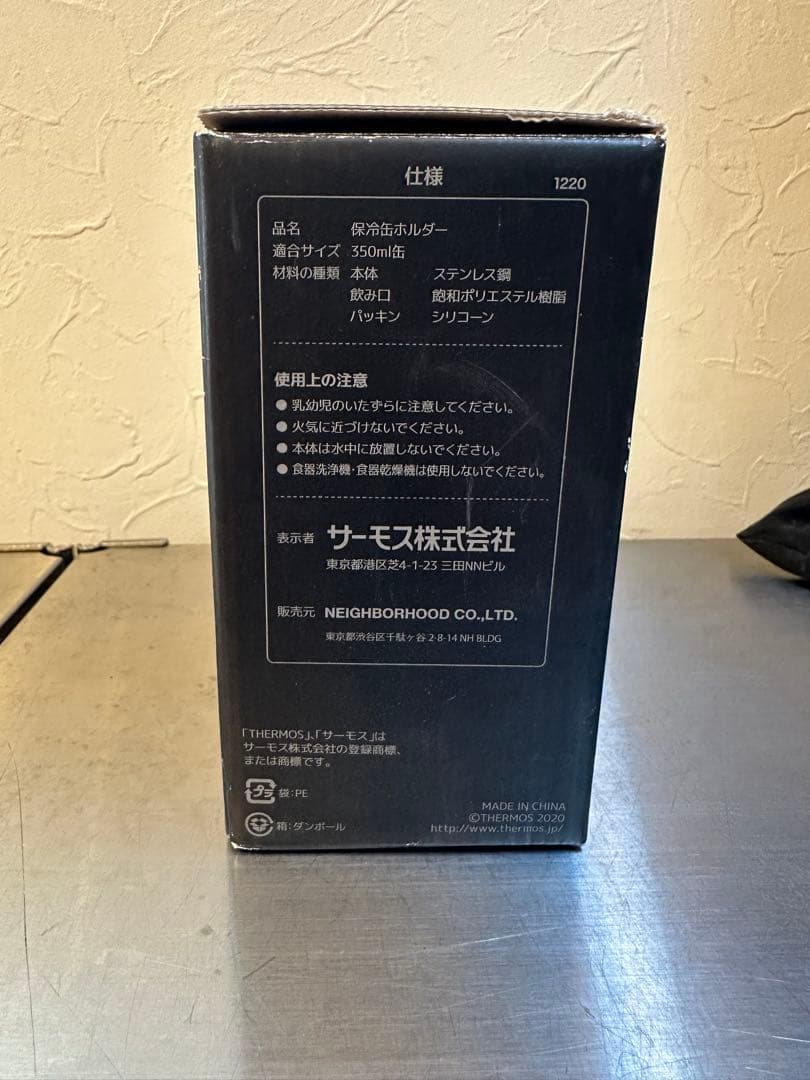 仕様 1220
品名 保冷缶ホルダー
適合サイズ 350ml缶
材料の種類 本体 ステンレス鋼
飲み口 飽和ポリエステル樹脂
パッキン シリコーン
使用上の注意
●乳幼児のいたずらに注意してください。
●火気に近づけないでください。
●本体は水中に放置しないでください。
●食器洗浄機・食器乾燥機は使用しないでください。
表示者 サーモス株式会社
東京都港区芝4-1-23 三田NNビル
販売元 NEIGHBORHOOD CO.,LTD.
東京都渋谷区千駄ヶ谷 2-8-14 NH BLDG
「THERMOS」、「サーモス」は
サーモス株式会社の登録商標、
または商標です。
プラ 袋：PE
箱：ダンボール
MADE IN CHINA
©THERMOS 2020
http://www.thermos.jp/